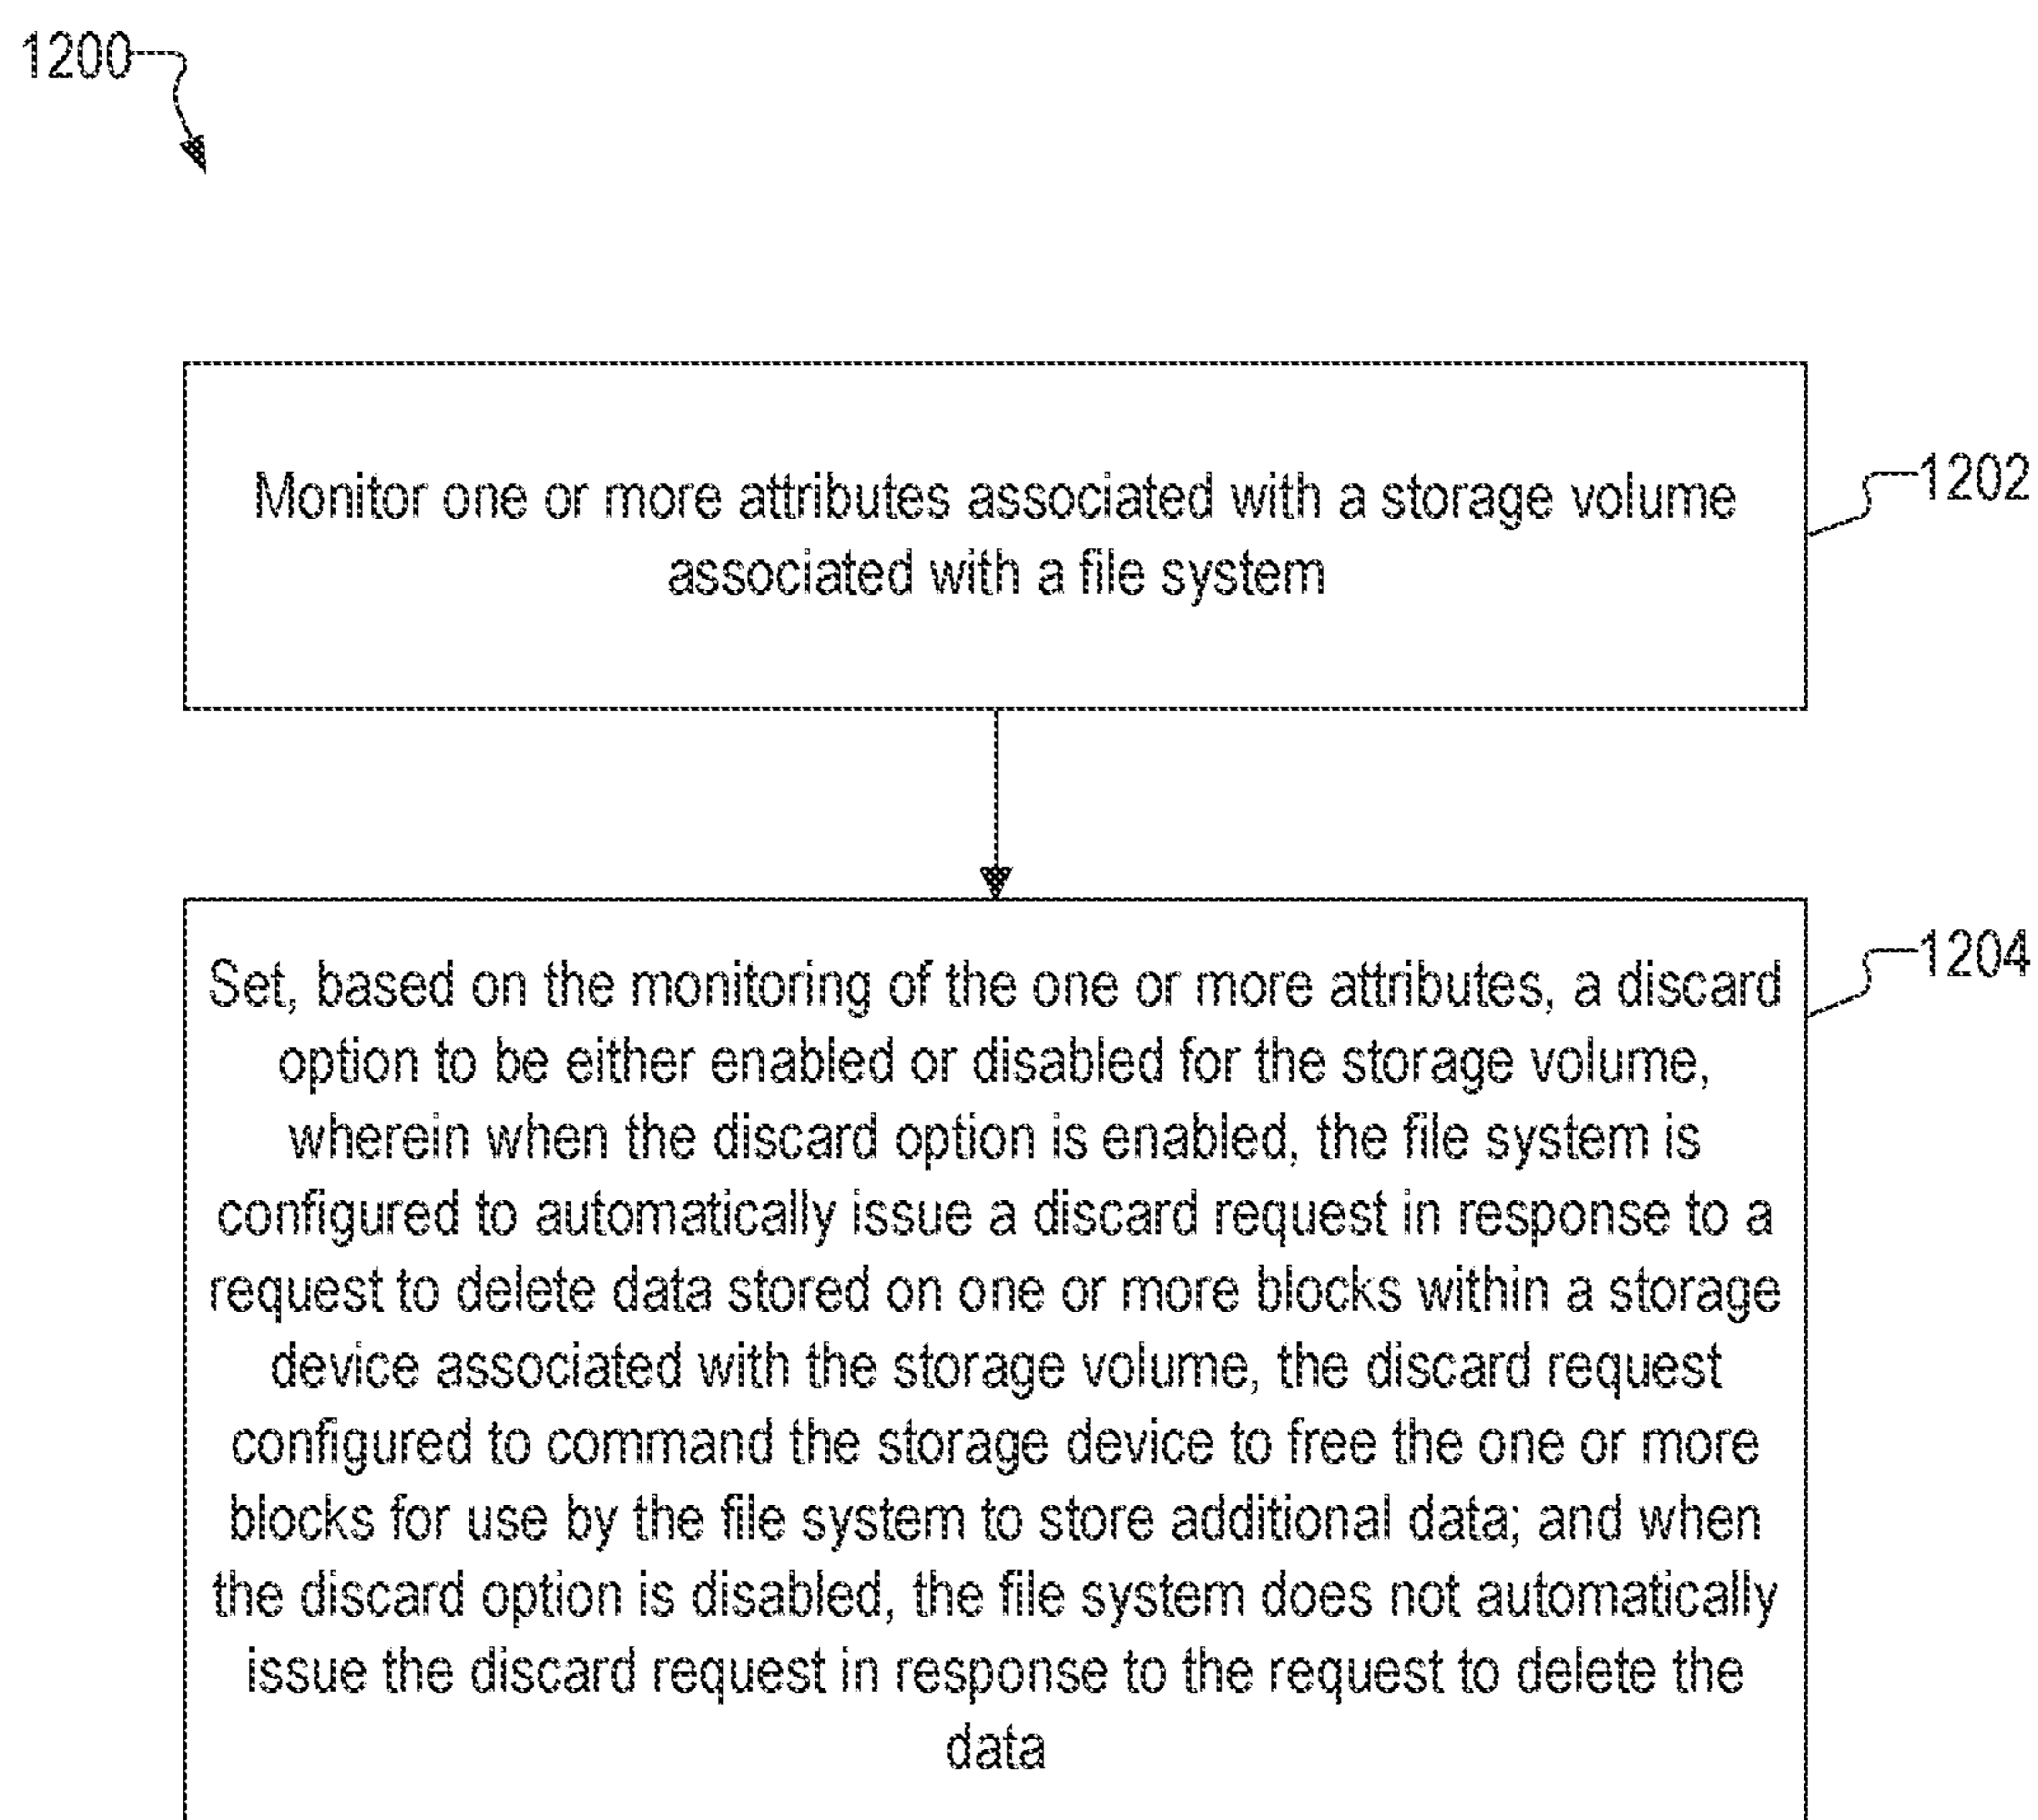 1200
Monitor one or more attributes associated with a storage volume
associated with a file system
1202
Set, based on the monitoring of the one or more attributes, a discard
option to be either enabled or disabled for the storage volume,
wherein when the discard option is enabled, the file system is
configured to automatically issue a discard request in response to a
request to delete data stored on one or more blocks within a storage
device associated with the storage volume, the discard request
configured to command the storage device to free the one or more
blocks for use by the file system to store additional data; and when
the discard option is disabled, the file system does not automatically
issue the discard request in response to the request to delete the
data
1204